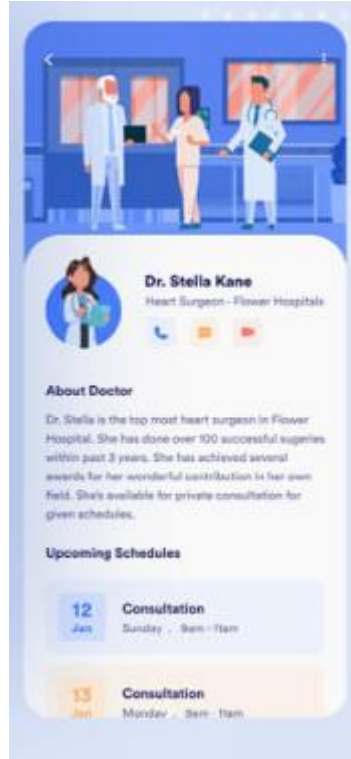 Dr. Stella Kane
Heart Surgeon - Flower Hospitals
About Doctor
Dr. Stella is the top most heart surgeon in Flower
Hospital. She has done over 100 successful sugeries
within past 3 years. She has achieved several
awards for her wonderful contribution in her own
field. She's available for private consultation for
given schedules.
Upcoming Schedules
12
Jan
Consultation
Sunday . 9am - 11am
13
Jan
Consultation
Monday . 9am - 11am